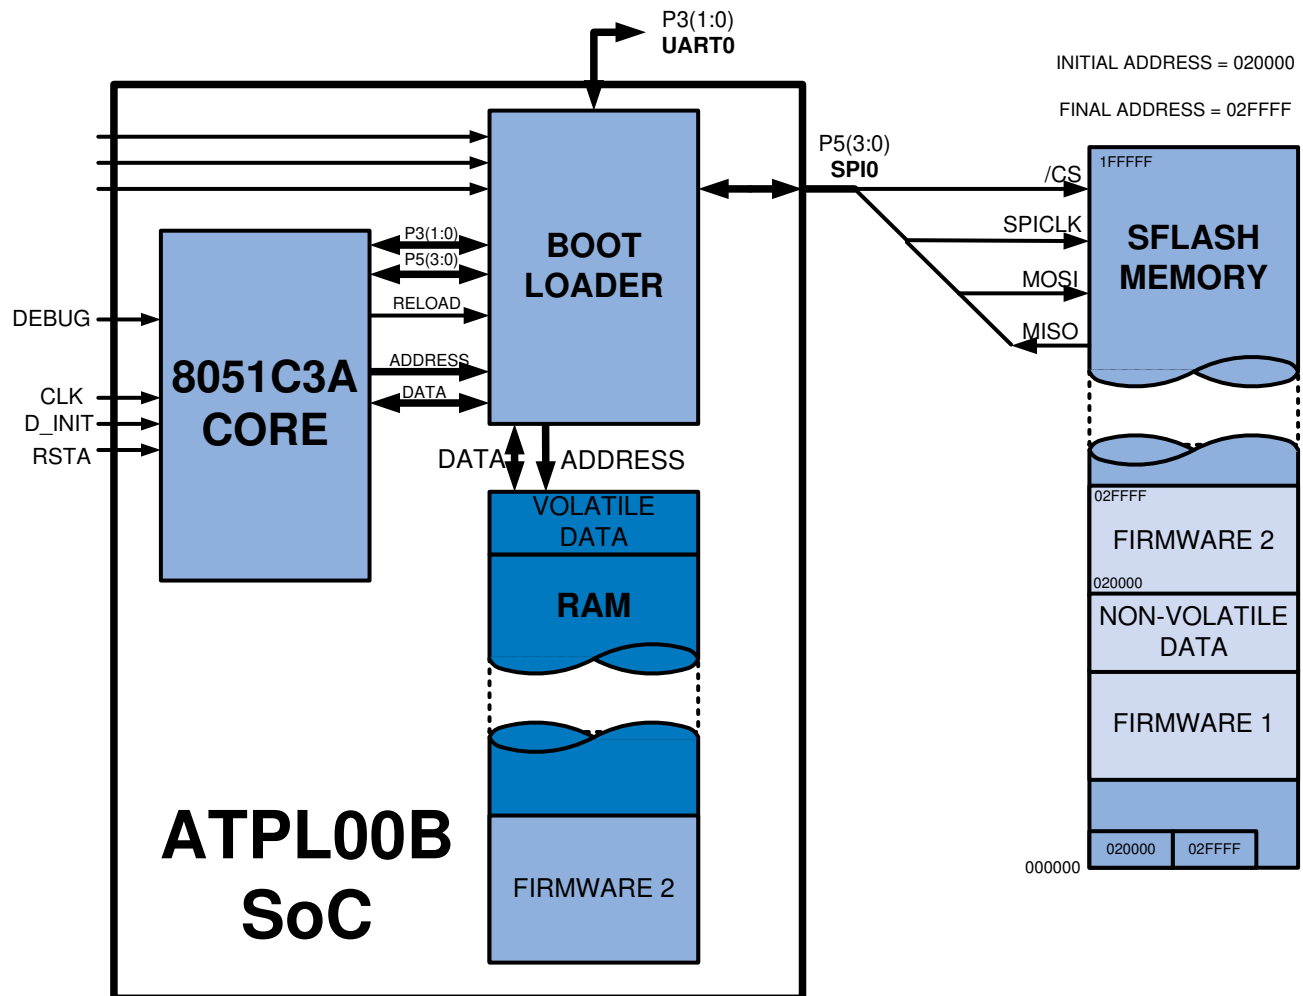 P3(1:0)
UART0
INITIAL ADDRESS = 020000
FINAL ADDRESS = 02FFFF
P5(3:0)
SPI0
/CS
SPICLK
MOSI
MISO
1FFFFF
SFLASH
MEMORY
BOOT
LOADER
P3(1:0)
P5(3:0)
RELOAD
ADDRESS
DATA
DEBUG
CLK
D_INIT
RSTA
8051C3A
CORE
DATA
ADDRESS
VOLATILE
DATA
RAM
FIRMWARE 2
02FFFF
FIRMWARE 2
020000
NON-VOLATILE
DATA
FIRMWARE 1
020000
02FFFF
000000
ATPL00B
SoC